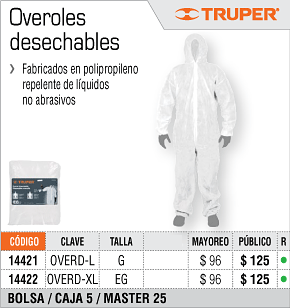 Overoles
desechables
TRUPER
❯ Fabricados en polipropileno
repelente de líquidos
no abrasivos
CÓDIGO CLAVE TALLA MAYOREO PÚBLICO R
14421 OVERD-L G $ 96 $ 125 ●
14422 OVERD-XL EG $ 96 $ 125 ●
BOLSA / CAJA 5 / MASTER 25